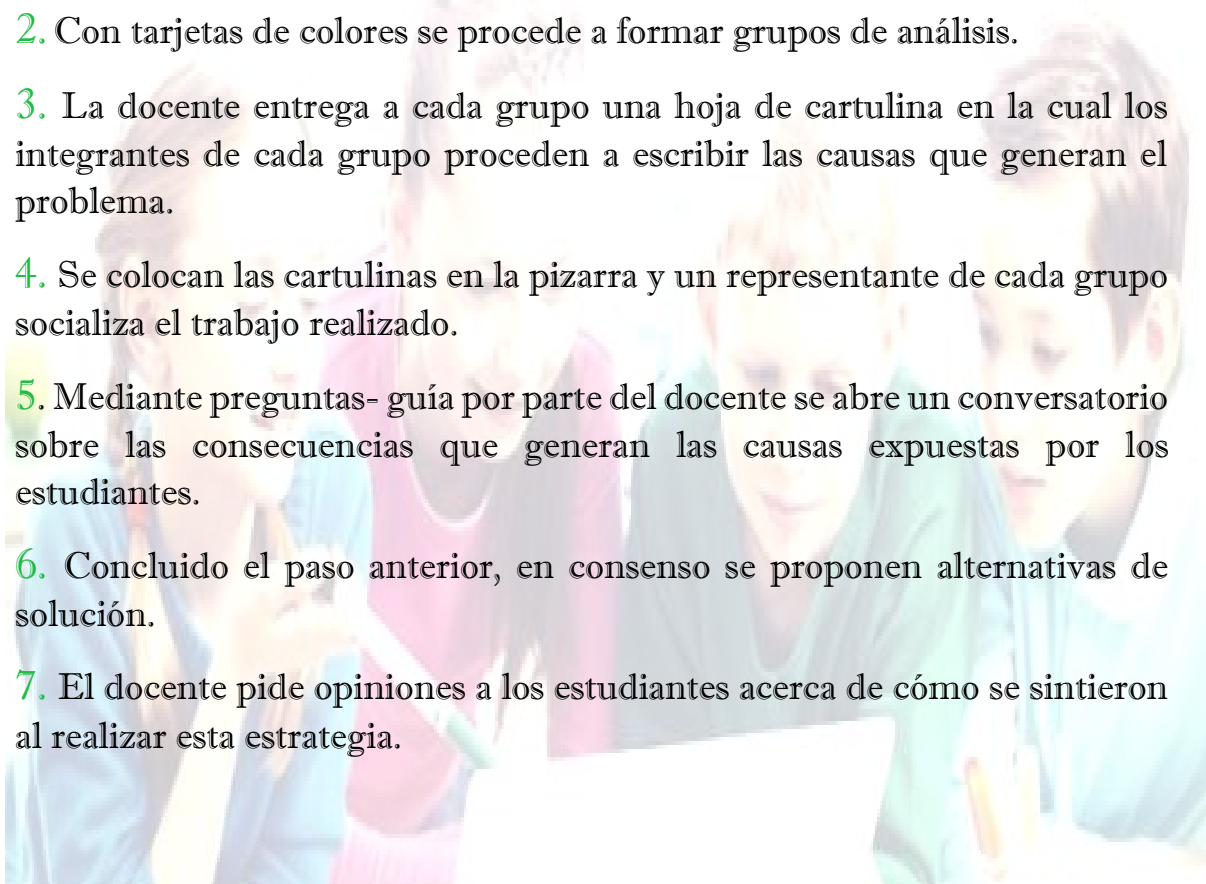 2. Con tarjetas de colores se procede a formar grupos de análisis.
3. La docente entrega a cada grupo una hoja de cartulina en la cual los
integrantes de cada grupo proceden a escribir las causas que generan el
problema.
4. Se colocan las cartulinas en la pizarra y un representante de cada grupo
socializa el trabajo realizado.
5. Mediante preguntas- guía por parte del docente se abre un conversatorio
sobre las consecuencias que generan las causas expuestas por los
estudiantes.
6. Concluido el paso anterior, en consenso se proponen alternativas de
solución.
7. El docente pide opiniones a los estudiantes acerca de cómo se sintieron
al realizar esta estrategia.